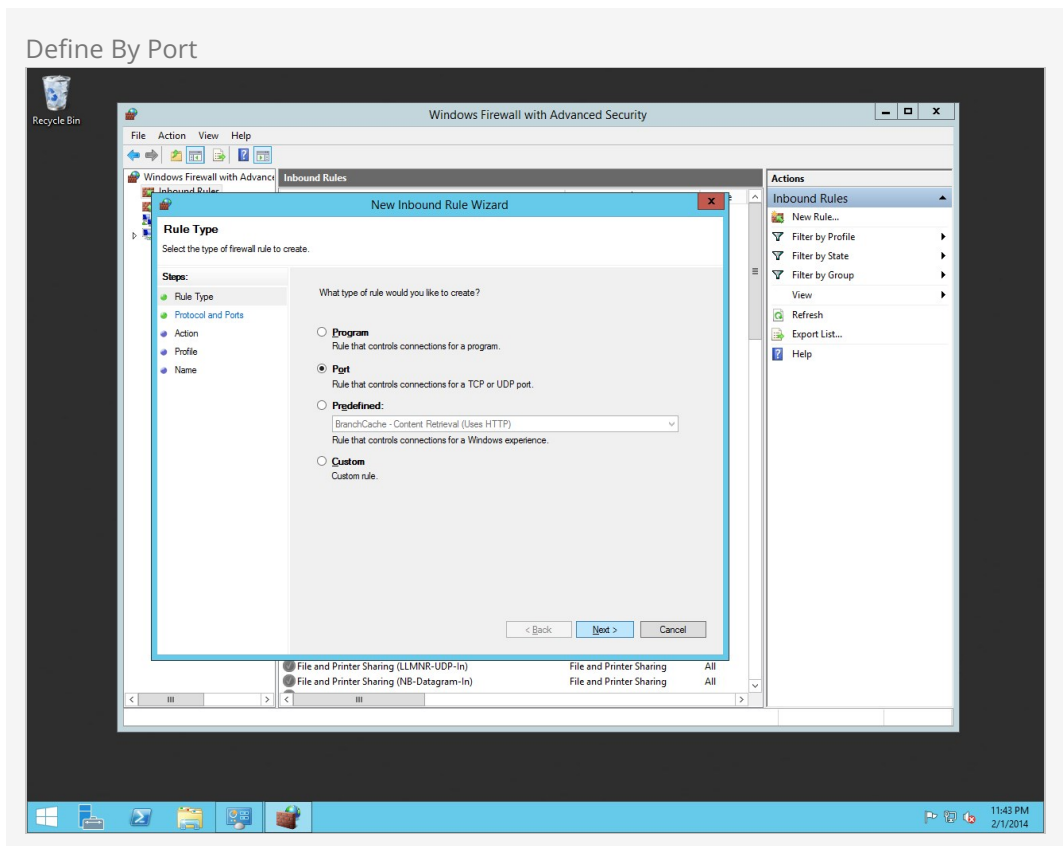 Define By Port
Recycle Bin
Windows Firewall with Advanced Security
File Action View Help
Windows Firewall with Advance
Inbound Rules
Inbound Rules
Actions
Inbound Rules
New Rule...
Filter by Profile
Filter by State
Filter by Group
View
Refresh
Export List...
Help
New Inbound Rule Wizard
Rule Type
Select the type of firewall rule to create.
Steps:
Rule Type
Protocol and Ports
Action
Profile
Name
What type of rule would you like to create?
Program
Rule that controls connections for a program.
Port
Rule that controls connections for a TCP or UDP port.
Predefined:
BranchCache - Content Retrieval (Uses HTTP)
Rule that controls connections for a Windows experience.
Custom
Custom rule.
< Back Next > Cancel
File and Printer Sharing (LLMNR-UDP-In) File and Printer Sharing All
File and Printer Sharing (NB-Datagram-In) File and Printer Sharing All
11:43 PM
2/1/2014